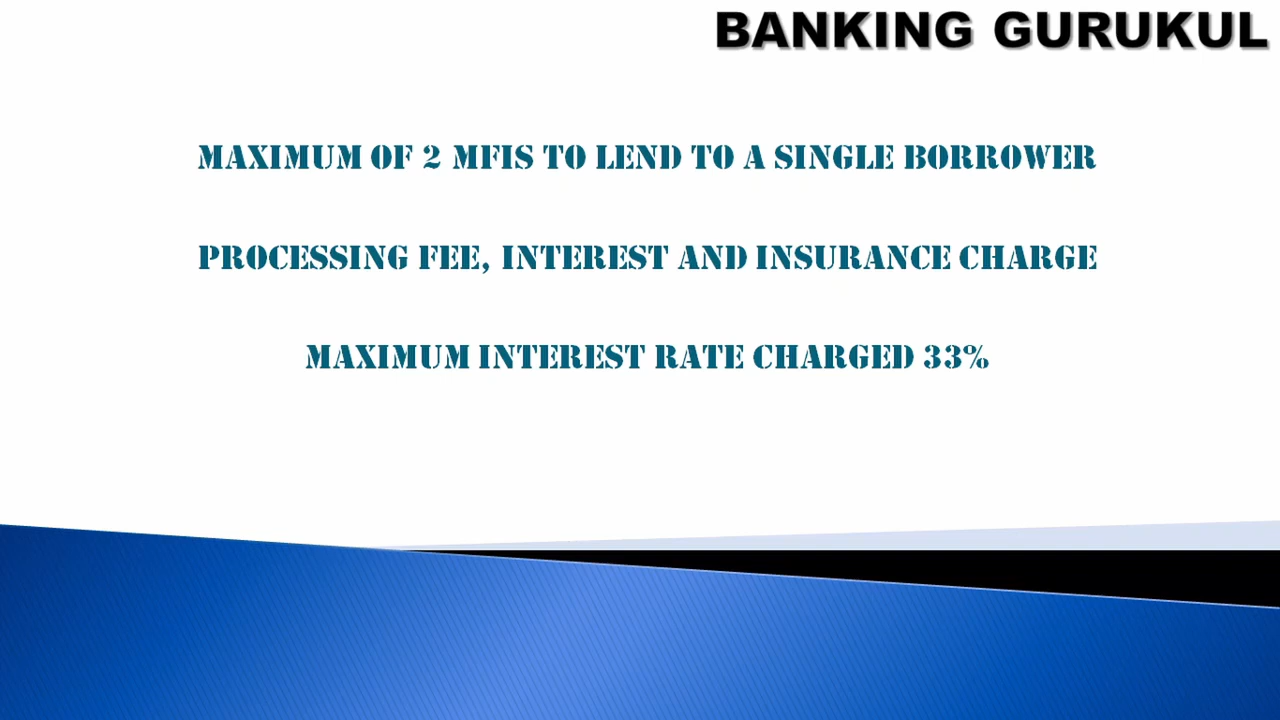 BANKING GURUKUL
MAXIMUM OF 2 MFIS TO LEND TO A SINGLE BORROWER
PROCESSING FEE, INTEREST AND INSURANCE CHARGE
MAXIMUM INTEREST RATE CHARGED 33%